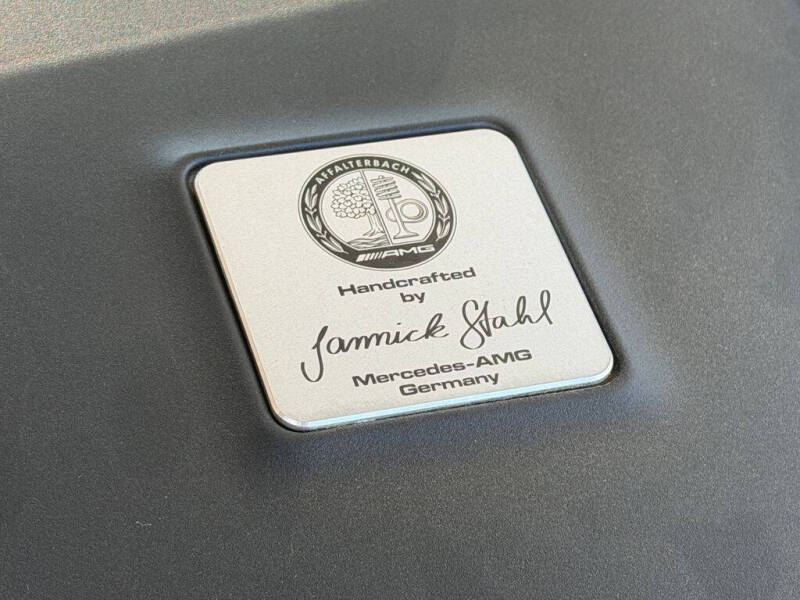 AFFALTERBACH
AMG
Handcrafted
by
Jannick Stahl
Mercedes-AMG
Germany